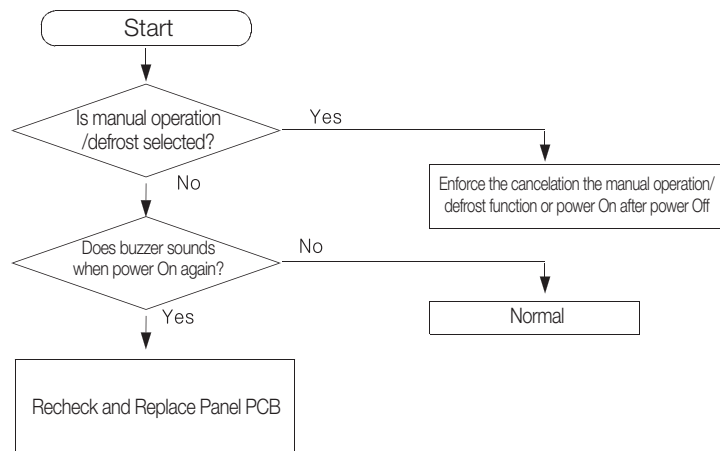 Start
Is manual operation
/defrost selected?
Yes
Enforce the cancelation the manual operation/
defrost function or power On after power Off
No
Does buzzer sounds
when power On again?
No
Normal
Yes
Recheck and Replace Panel PCB